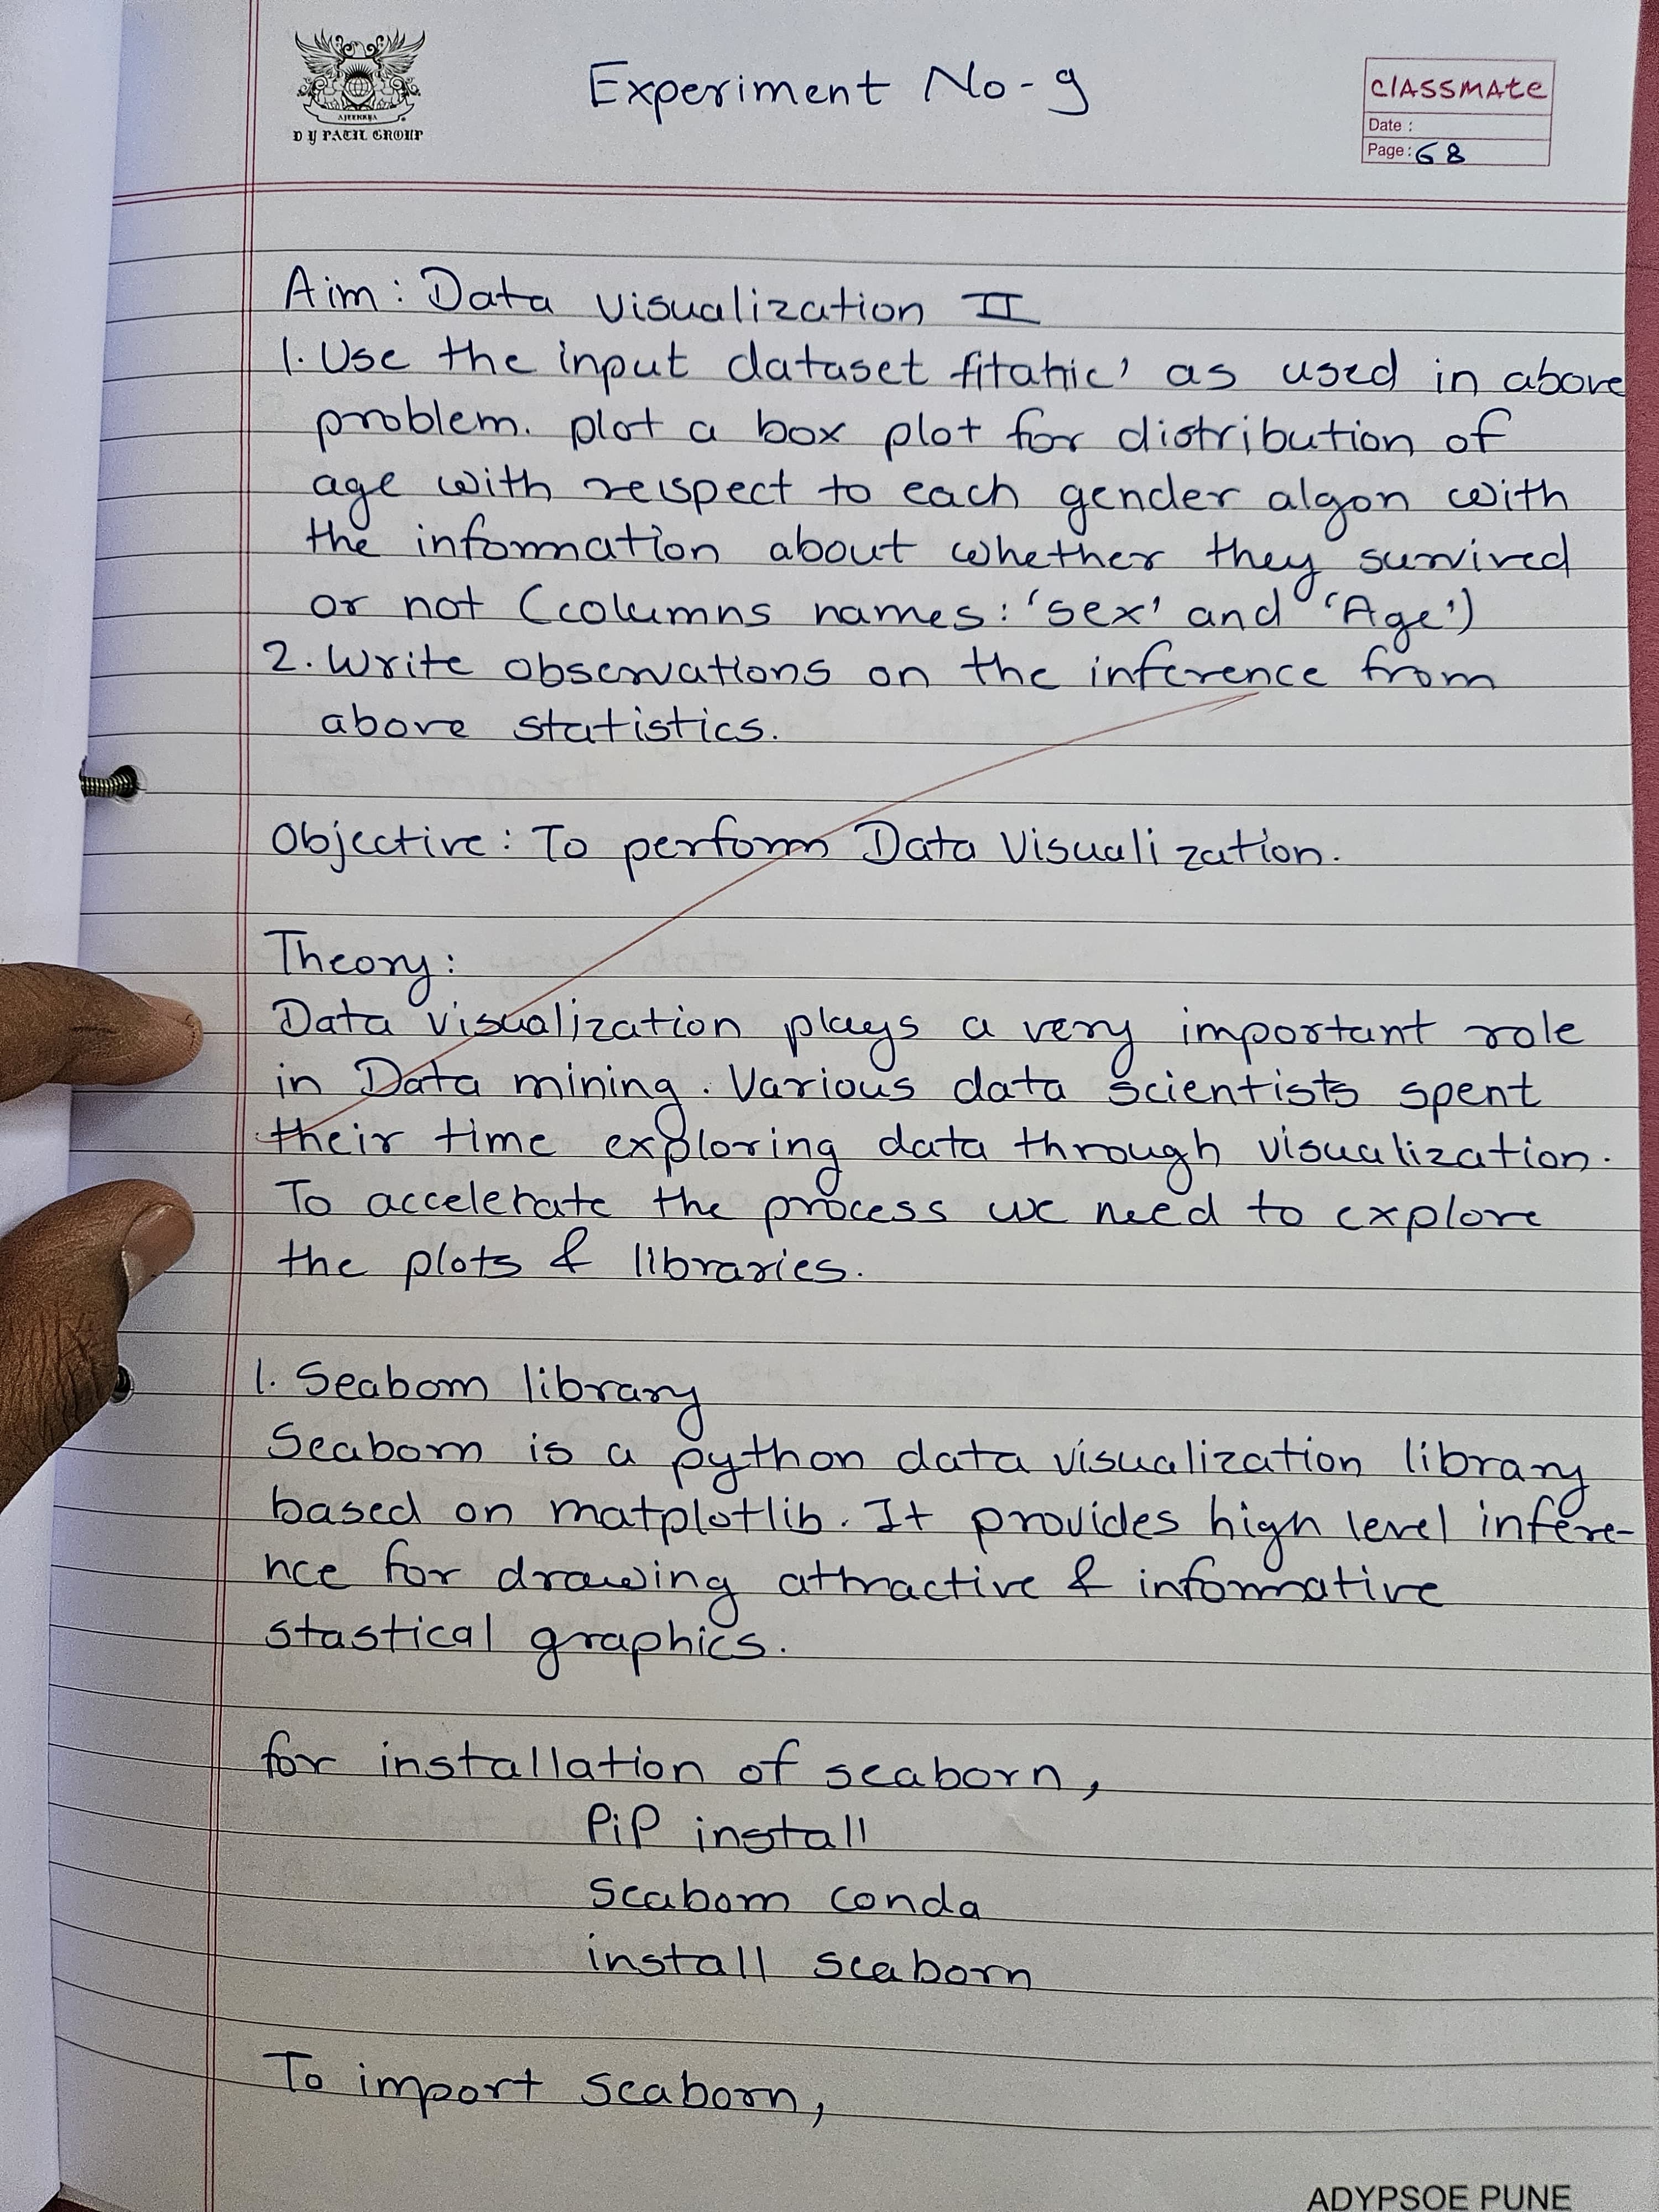 AJEENKYA
D Y PATIL GROUP
Experiment No-9
CLASSMATE
Date :
Page: 68
Aim: Data visualization II
1. Use the input dataset fitahic' as used in above
problem. plot a box plot for distribution of
age with respect to each gender algon with
the information about whether they survived
or not (columns names: 'sex' and 'Age')
2. Write observations on the inference from
above statistics.
Objective: To perform Data Visualization.
Theory:
Data visualization plays a very important role
in Data mining. Various data scientists spent
their time exploring data through visualization.
To accelerate the process we need to explore
the plots & libraries.
1. Seaborn library
Seaborn is a python data visualization library
based on matplotlib. It provides high level infere-
nce for drawing attractive & informative
stastical graphics.
for installation of seaborn,
PiP install
seaborn conda
install seaborn
To import seaborn,
ADYPSOE PUNE